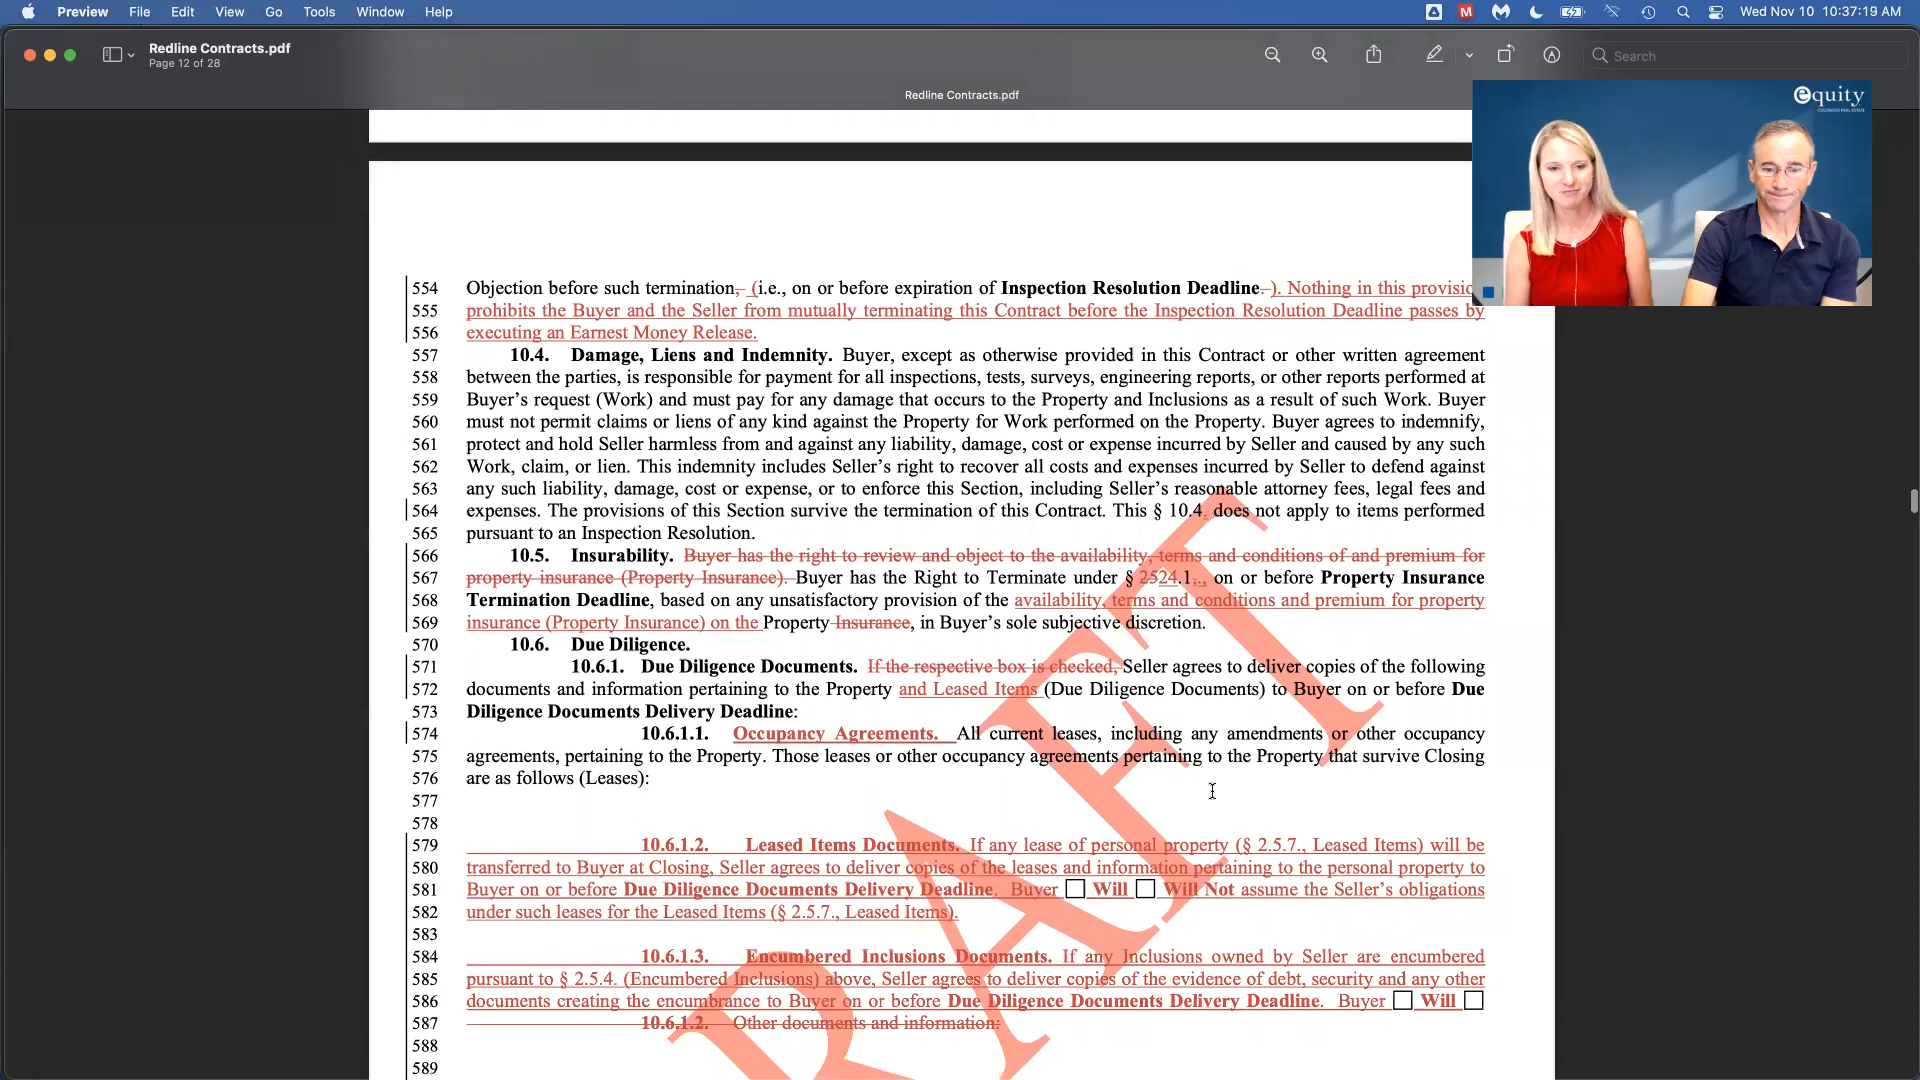 Preview File Edit View Go Tools Window Help
Wed Nov 10 10:37:19 AM
Redline Contracts.pdf
Page 12 of 28
Search
Redline Contracts.pdf
equity
COLORADO REAL ESTATE
554 Objection before such termination, (i.e., on or before expiration of Inspection Resolution Deadline. ). Nothing in this provision
555 prohibits the Buyer and the Seller from mutually terminating this Contract before the Inspection Resolution Deadline passes by
556 executing an Earnest Money Release.
557 10.4. Damage, Liens and Indemnity. Buyer, except as otherwise provided in this Contract or other written agreement
558 between the parties, is responsible for payment for all inspections, tests, surveys, engineering reports, or other reports performed at
559 Buyer's request (Work) and must pay for any damage that occurs to the Property and Inclusions as a result of such Work. Buyer
560 must not permit claims or liens of any kind against the Property for Work performed on the Property. Buyer agrees to indemnify,
561 protect and hold Seller harmless from and against any liability, damage, cost or expense incurred by Seller and caused by any such
562 Work, claim, or lien. This indemnity includes Seller's right to recover all costs and expenses incurred by Seller to defend against
563 any such liability, damage, cost or expense, or to enforce this Section, including Seller's reasonable attorney fees, legal fees and
564 expenses. The provisions of this Section survive the termination of this Contract. This § 10.4. does not apply to items performed
565 pursuant to an Inspection Resolution.
566 10.5. Insurability. Buyer has the right to review and object to the availability, terms and conditions of and premium for
567 property insurance (Property Insurance). Buyer has the Right to Terminate under § 2524.1., on or before Property Insurance
568 Termination Deadline, based on any unsatisfactory provision of the availability, terms and conditions and premium for property
569 insurance (Property Insurance) on the Property Insurance, in Buyer's sole subjective discretion.
570 10.6. Due Diligence.
571 10.6.1. Due Diligence Documents. If the respective box is checked, Seller agrees to deliver copies of the following
572 documents and information pertaining to the Property and Leased Items (Due Diligence Documents) to Buyer on or before Due
573 Diligence Documents Delivery Deadline:
574 10.6.1.1. Occupancy Agreements. All current leases, including any amendments or other occupancy
575 agreements, pertaining to the Property. Those leases or other occupancy agreements pertaining to the Property that survive Closing
576 are as follows (Leases):
577
578
579 10.6.1.2. Leased Items Documents. If any lease of personal property (§ 2.5.7., Leased Items) will be
580 transferred to Buyer at Closing, Seller agrees to deliver copies of the leases and information pertaining to the personal property to
581 Buyer on or before Due Diligence Documents Delivery Deadline. Buyer ☐ Will ☐ Will Not assume the Seller's obligations
582 under such leases for the Leased Items (§ 2.5.7., Leased Items).
583
584 10.6.1.3. Encumbered Inclusions Documents. If any Inclusions owned by Seller are encumbered
585 pursuant to § 2.5.4. (Encumbered Inclusions) above, Seller agrees to deliver copies of the evidence of debt, security and any other
586 documents creating the encumbrance to Buyer on or before Due Diligence Documents Delivery Deadline. Buyer ☐ Will ☐
587 10.6.1.2. Other documents and information:
588
589
RAFT